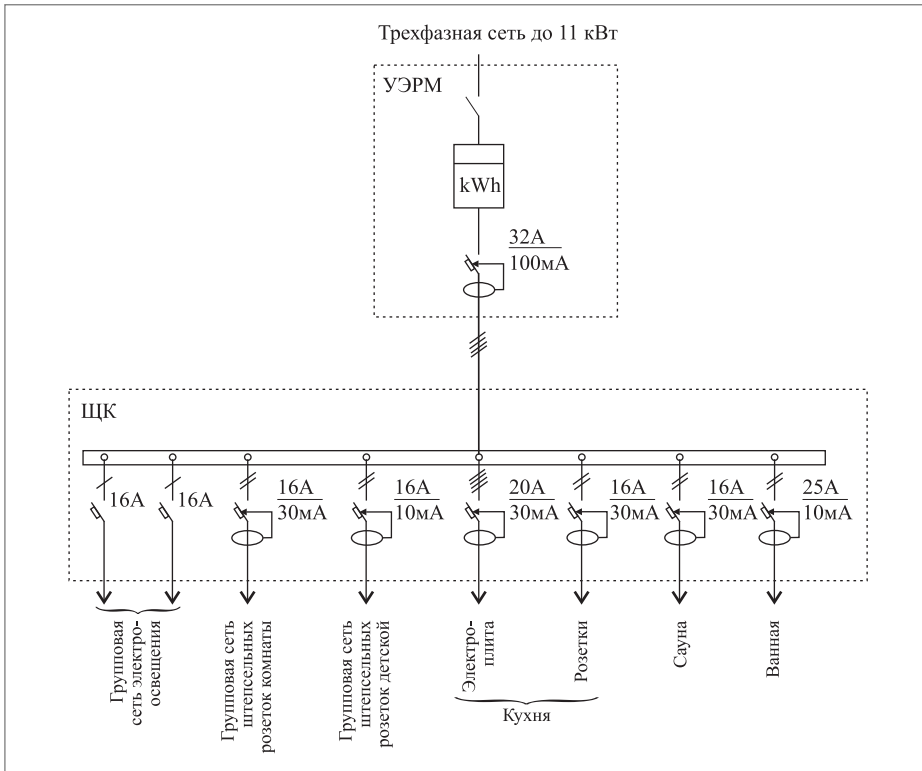 Трехфазная сеть до 11 кВт
УЭРМ
kWh
32А
100мА
ЩК
16А
16А
16А
30мА
16А
10мА
20А
30мА
16А
30мА
16А
30мА
25А
10мА
Групповая
сеть электро-
освещения
Групповая сеть
штепсельных
розеток комнаты
Групповая сеть
штепсельных
розеток детской
Электро-
плита
Розетки
Кухня
Сауна
Ванная